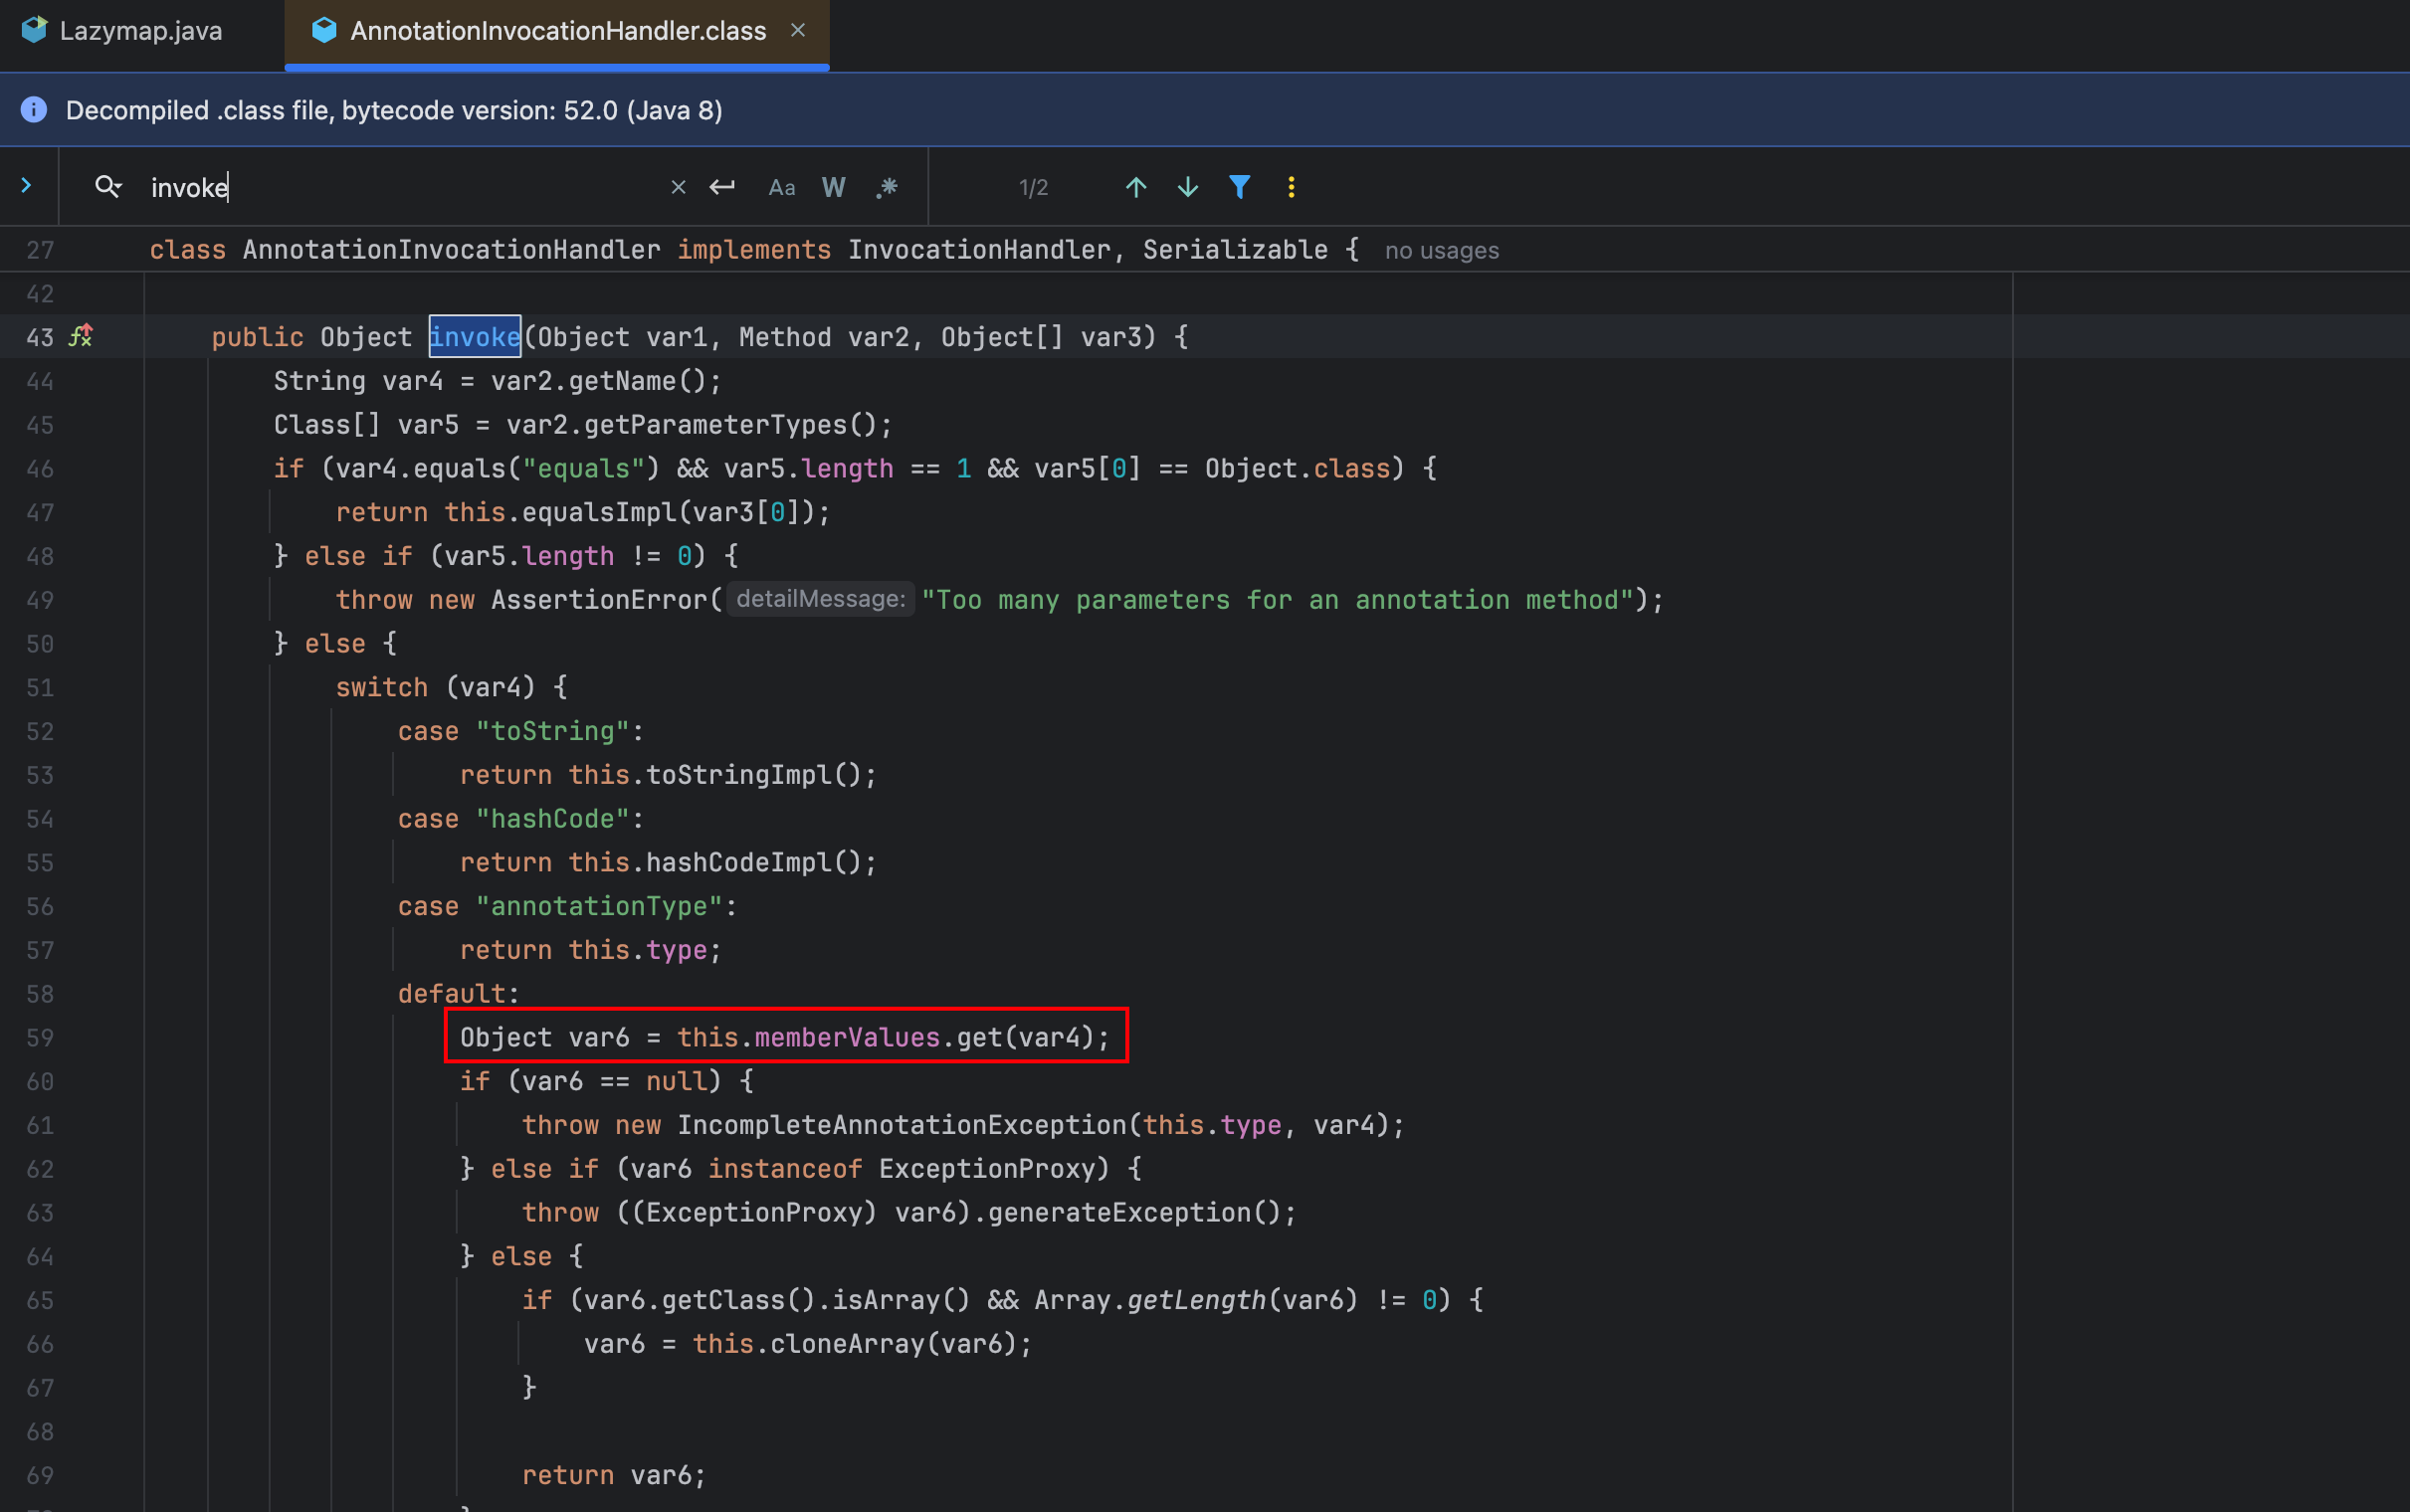 Lazymap.java
AnnotationInvocationHandler.class
Decompiled .class file, bytecode version: 52.0 (Java 8)
invoke
Aa W .* 1/2
27 class AnnotationInvocationHandler implements InvocationHandler, Serializable { no usages
42
43 public Object invoke(Object var1, Method var2, Object[] var3) {
44 String var4 = var2.getName();
45 Class[] var5 = var2.getParameterTypes();
46 if (var4.equals("equals") && var5.length == 1 && var5[0] == Object.class) {
47 return this.equalsImpl(var3[0]);
48 } else if (var5.length != 0) {
49 throw new AssertionError( detailMessage: "Too many parameters for an annotation method");
50 } else {
51 switch (var4) {
52 case "toString":
53 return this.toStringImpl();
54 case "hashCode":
55 return this.hashCodeImpl();
56 case "annotationType":
57 return this.type;
58 default:
59 Object var6 = this.memberValues.get(var4);
60 if (var6 == null) {
61 throw new IncompleteAnnotationException(this.type, var4);
62 } else if (var6 instanceof ExceptionProxy) {
63 throw ((ExceptionProxy) var6).generateException();
64 } else {
65 if (var6.getClass().isArray() && Array.getLength(var6) != 0) {
66 var6 = this.cloneArray(var6);
67 }
68
69 return var6;